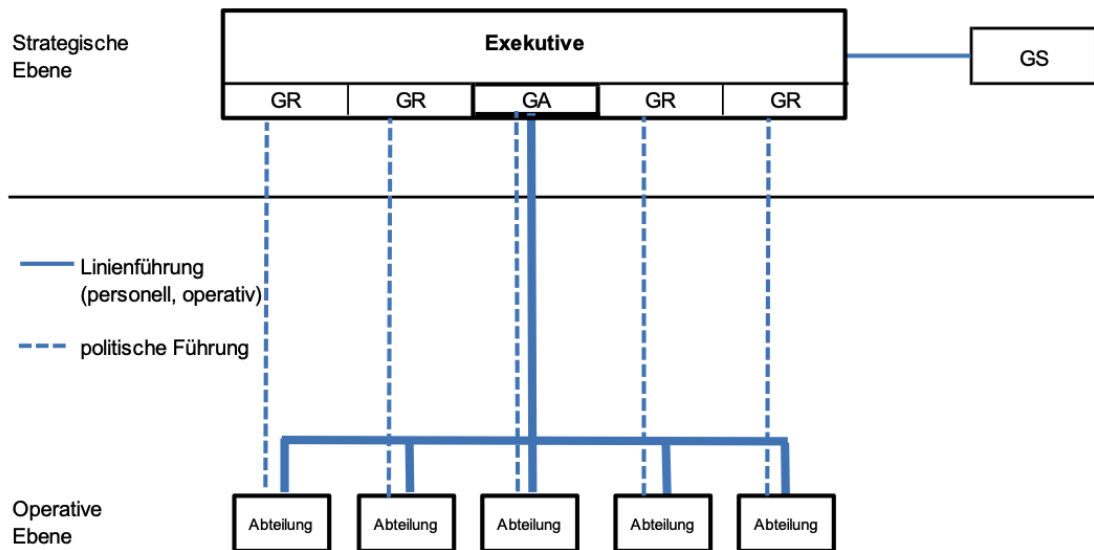 Strategische
Ebene
Exekutive
GS
GR
GR
GA
GR
GR
Linienführung
(personell, operativ)
politische Führung
Operative
Ebene
Abteilung
Abteilung
Abteilung
Abteilung
Abteilung